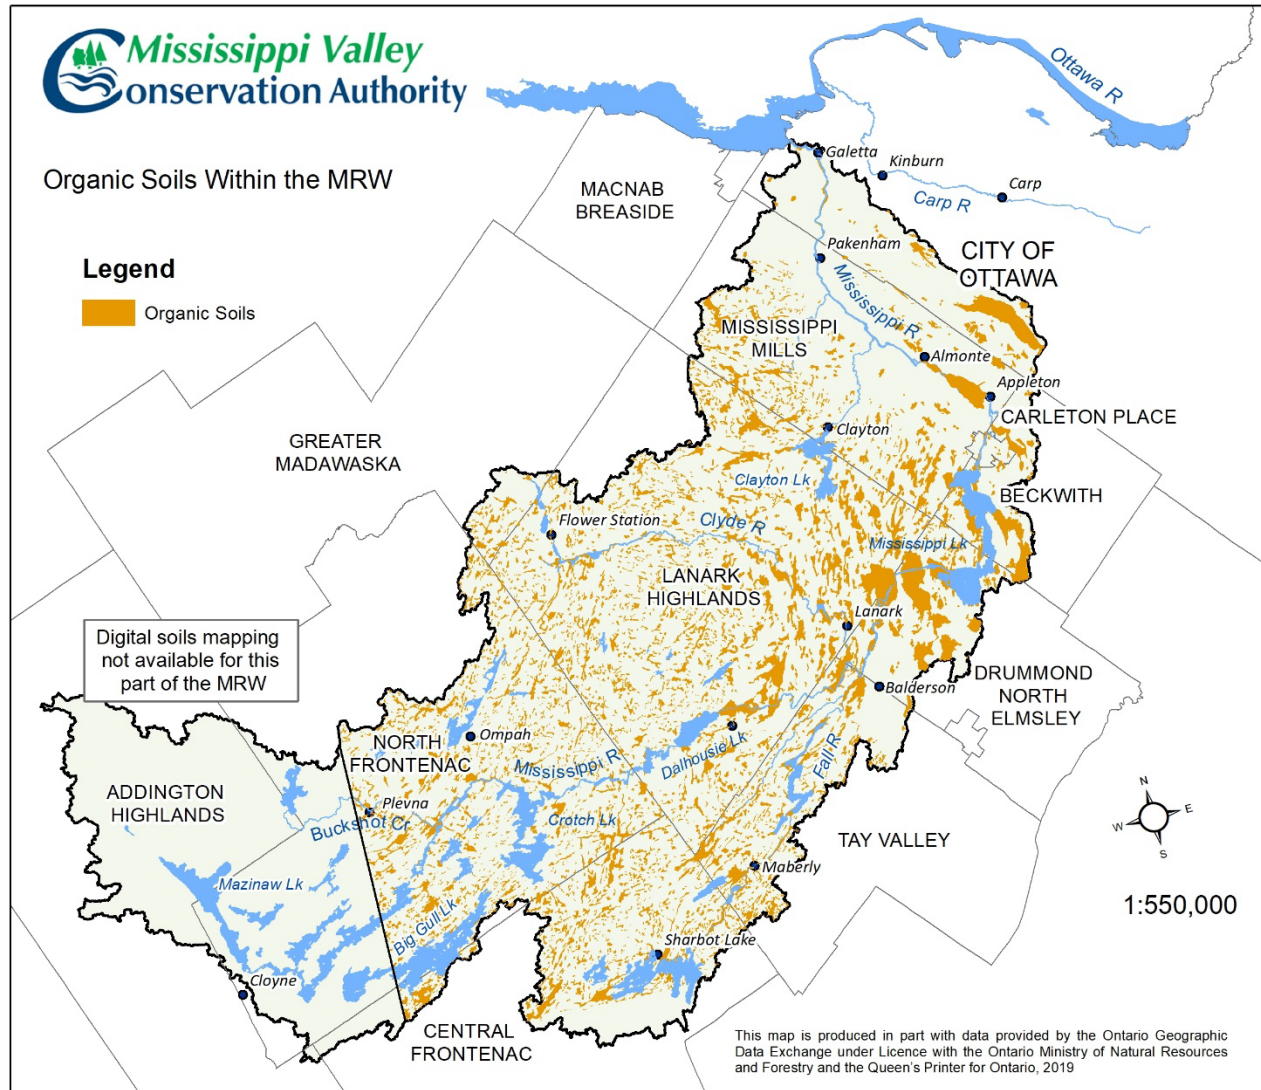 Mississippi Valley
Conservation Authority
Organic Soils Within the MRW
Legend
Organic Soils
Ottawa R
Galetta
Kinburn
Carp
Carp R
MACNAB
BREASIDE
Pakenham
CITY OF
OTTAWA
Mississippi R
MISSISSIPPI
MILLS
Almonte
Appleton
CARLETON PLACE
Clayton
GREATER
MADAWASKA
Clayton Lk
BECKWITH
Flower Station
Clyde R
Mississippi Lk
LANARK
HIGHLANDS
Lanark
Digital soils mapping
not available for this
part of the MRW
Balderson
DRUMMOND
NORTH
ELMSLEY
Ompah
NORTH
FRONTENAC
Mississippi R
Dalhousie Lk
Fall R
ADDINGTON
HIGHLANDS
Plevna
Buckshot Cr
Crotch Lk
TAY VALLEY
Maberly
Mazinaw Lk
Big Gull Lk
Sharbot Lake
Cloyne
CENTRAL
FRONTENAC
N
E
W
S
1:550,000
This map is produced in part with data provided by the Ontario Geographic
Data Exchange under Licence with the Ontario Ministry of Natural Resources
and Forestry and the Queen's Printer for Ontario, 2019